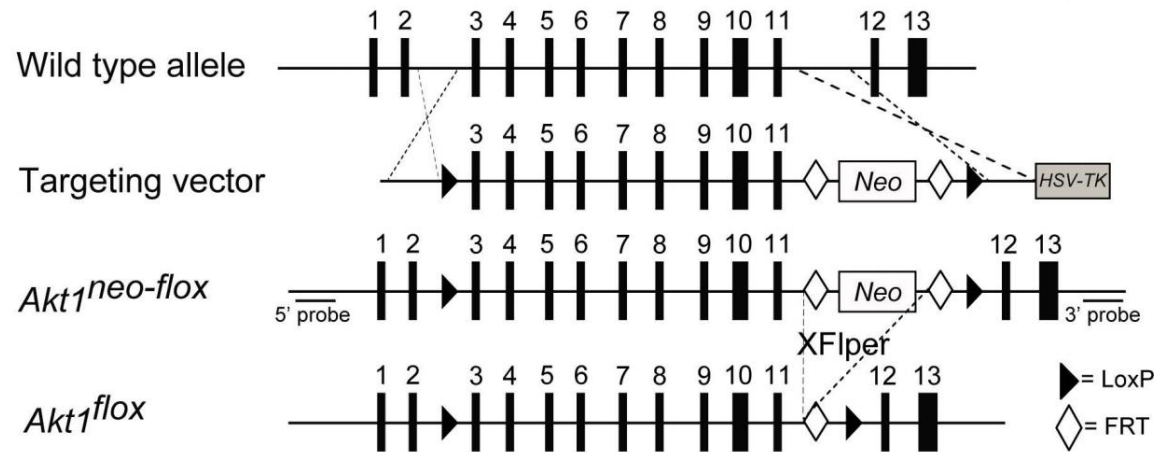 1 2 3 4 5 6 7 8 9 10 11 12 13
Wild type allele
3 4 5 6 7 8 9 10 11
Targeting vector
Neo
HSV-TK
1 2 3 4 5 6 7 8 9 10 11 12 13
Akt1neo-flox
Neo
5' probe
3' probe
XFlper
1 2 3 4 5 6 7 8 9 10 11 12 13
Akt1flox
= LoxP
= FRT